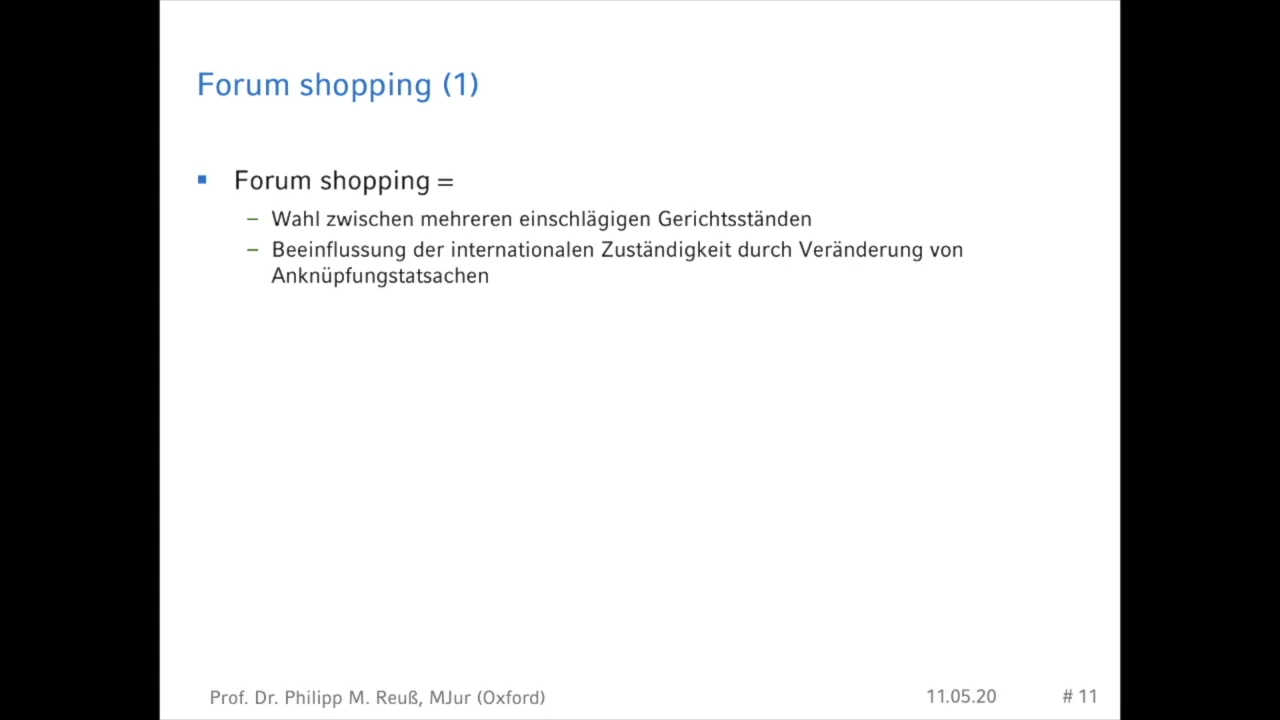 Forum shopping (1)
▪ Forum shopping =
– Wahl zwischen mehreren einschlägigen Gerichtsständen
– Beeinflussung der internationalen Zuständigkeit durch Veränderung von
Anknüpfungstatsachen
Prof. Dr. Philipp M. Reuß, MJur (Oxford) 11.05.20 # 11